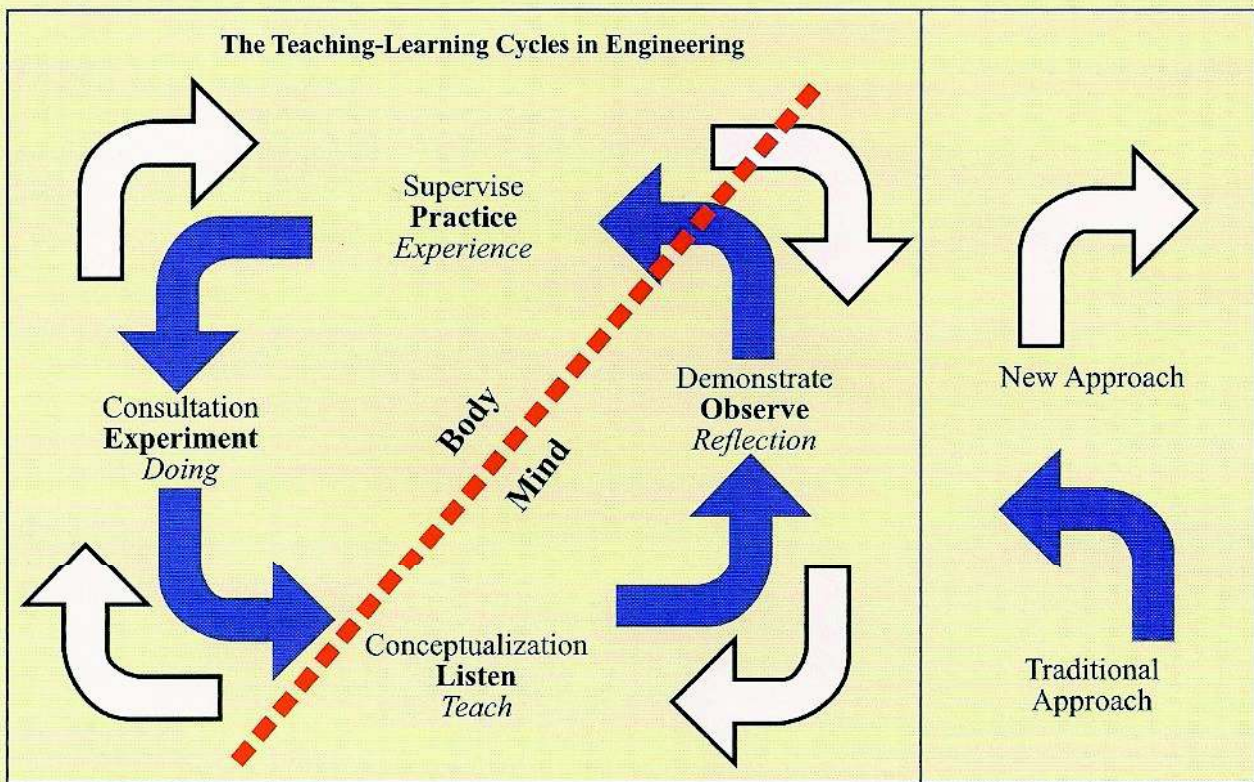 The Teaching-Learning Cycles in Engineering
Supervise
Practice
Experience
Consultation
Experiment
Doing
Body
Mind
Demonstrate
Observe
Reflection
Conceptualization
Listen
Teach
New Approach
Traditional
Approach